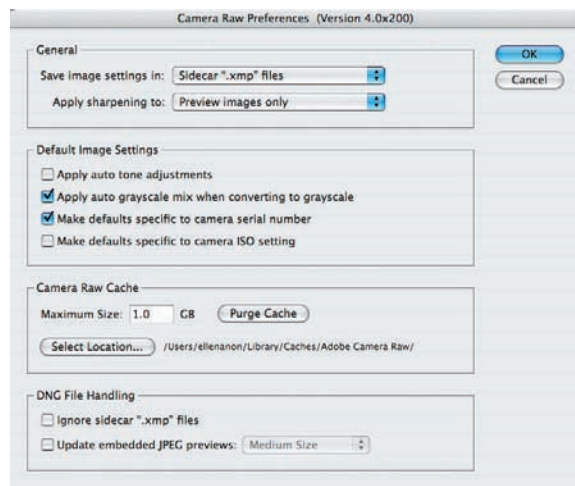 Camera Raw Preferences (Version 4.0x200)
General
Save image settings in: Sidecar ".xmp" files
Apply sharpening to: Preview images only
OK
Cancel
Default Image Settings
Apply auto tone adjustments
Apply auto grayscale mix when converting to grayscale
Make defaults specific to camera serial number
Make defaults specific to camera ISO setting
Camera Raw Cache
Maximum Size: 1.0 GB Purge Cache
Select Location... /Users/ellenanon/Library/Caches/Adobe Camera Raw/
DNG File Handling
Ignore sidecar ".xmp" files
Update embedded JPEG previews: Medium Size